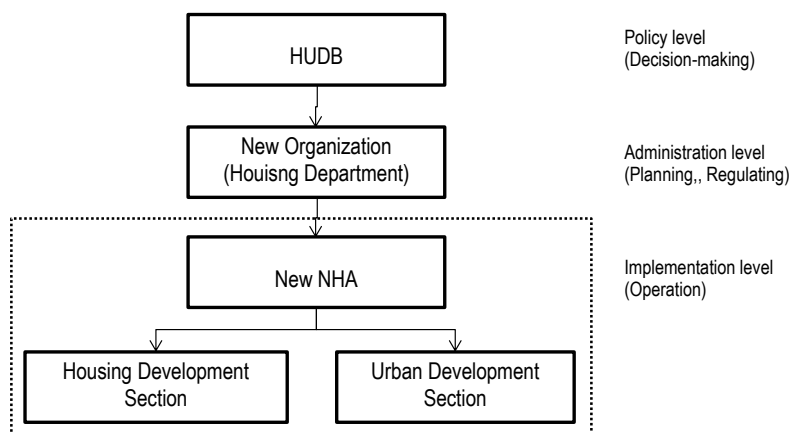 HUDB
Policy level
(Decision-making)
New Organization
(Houisng Department)
Administration level
(Planning,, Regulating)
New NHA
Implementation level
(Operation)
Housing Development
Section
Urban Development
Section